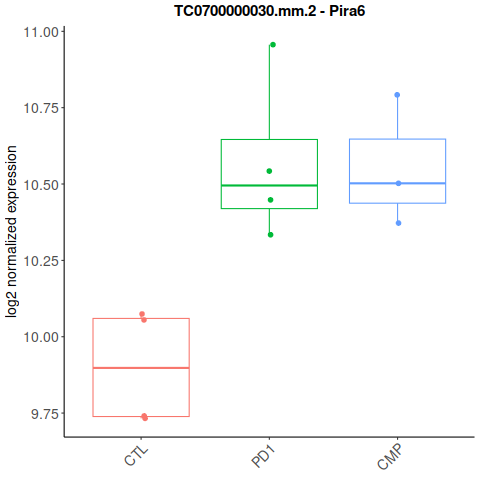 TC0700000030.mm.2 - Pira6
log2 normalized expression
11.00
10.75
10.50
10.25
10.00
9.75
CTL
PD1
CMP